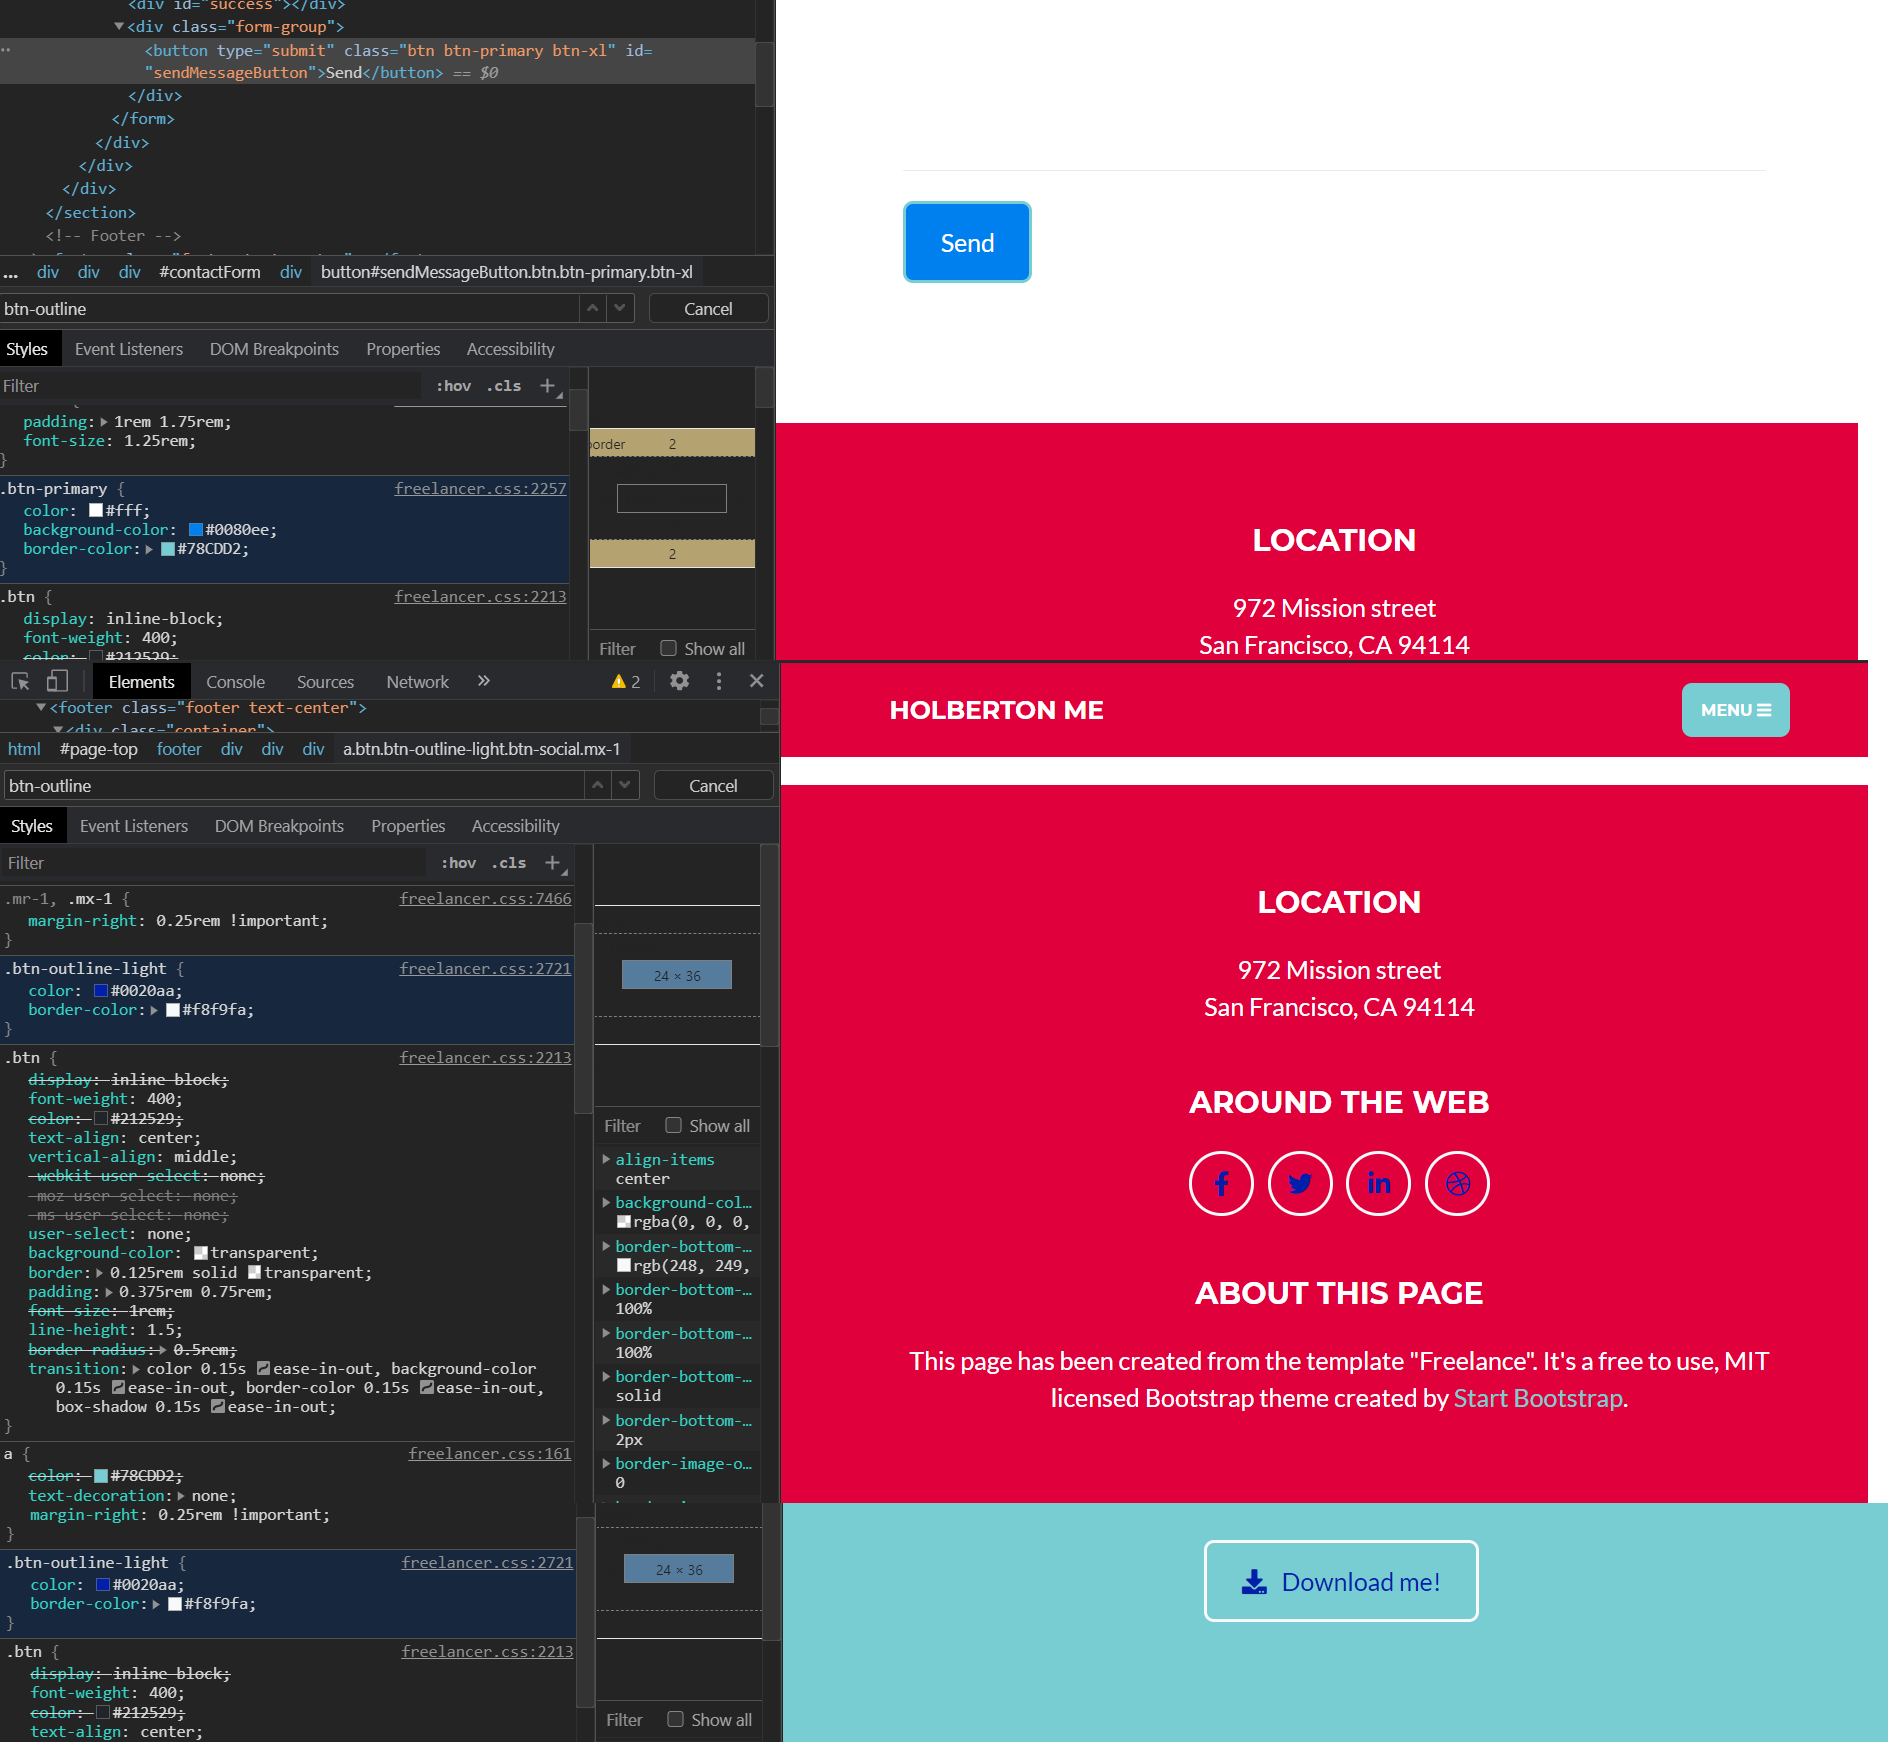 <div id="success"></div>
<div class="form-group">
<button type="submit" class="btn btn-primary btn-xl" id=
"sendMessageButton">Send</button> == $0
</div>
</form>
</div>
</div>
</div>
</section>
<!-- Footer -->
... div div div #contactForm div button#sendMessageButton.btn.btn-primary.btn-xl
btn-outline Cancel
Styles Event Listeners DOM Breakpoints Properties Accessibility
Filter :hov .cls +
padding: 1rem 1.75rem;
font-size: 1.25rem;
}
.btn-primary { freelancer.css:2257
color: #fff;
background-color: #0080ee;
border-color: #78CDD2;
}
.btn { freelancer.css:2213
display: inline-block;
font-weight: 400;
color: #212529;
border 2
2
Filter Show all
Send
LOCATION
972 Mission street
San Francisco, CA 94114
Elements Console Sources Network » 2
<footer class="footer text-center">
<div class="container">
html #page-top footer div div div a.btn.btn-outline-light.btn-social.mx-1
btn-outline Cancel
Styles Event Listeners DOM Breakpoints Properties Accessibility
Filter :hov .cls +
.mr-1, .mx-1 { freelancer.css:7466
margin-right: 0.25rem !important;
}
.btn-outline-light { freelancer.css:2721
color: #0020aa;
border-color: #f8f9fa;
}
.btn { freelancer.css:2213
display: inline-block;
font-weight: 400;
color: #212529;
text-align: center;
vertical-align: middle;
-webkit-user-select: none;
-moz-user-select: none;
-ms-user-select: none;
user-select: none;
background-color: transparent;
border: 0.125rem solid transparent;
padding: 0.375rem 0.75rem;
font-size: 1rem;
line-height: 1.5;
border-radius: 0.5rem;
transition: color 0.15s ease-in-out, background-color
0.15s ease-in-out, border-color 0.15s ease-in-out,
box-shadow 0.15s ease-in-out;
}
a { freelancer.css:161
color: #78CDD2;
text-decoration: none;
24 × 36
Filter Show all
align-items
center
background-col…
rgba(0, 0, 0,
border-bottom-…
rgb(248, 249,
border-bottom-…
100%
border-bottom-…
100%
border-bottom-…
solid
border-bottom-…
2px
border-image-o…
0
HOLBERTON ME
MENU
LOCATION
972 Mission street
San Francisco, CA 94114
AROUND THE WEB
ABOUT THIS PAGE
This page has been created from the template "Freelance". It's a free to use, MIT
licensed Bootstrap theme created by Start Bootstrap.
margin-right: 0.25rem !important;
}
.btn-outline-light { freelancer.css:2721
color: #0020aa;
border-color: #f8f9fa;
}
.btn { freelancer.css:2213
display: inline-block;
font-weight: 400;
color: #212529;
text-align: center;
24 × 36
Filter Show all
Download me!